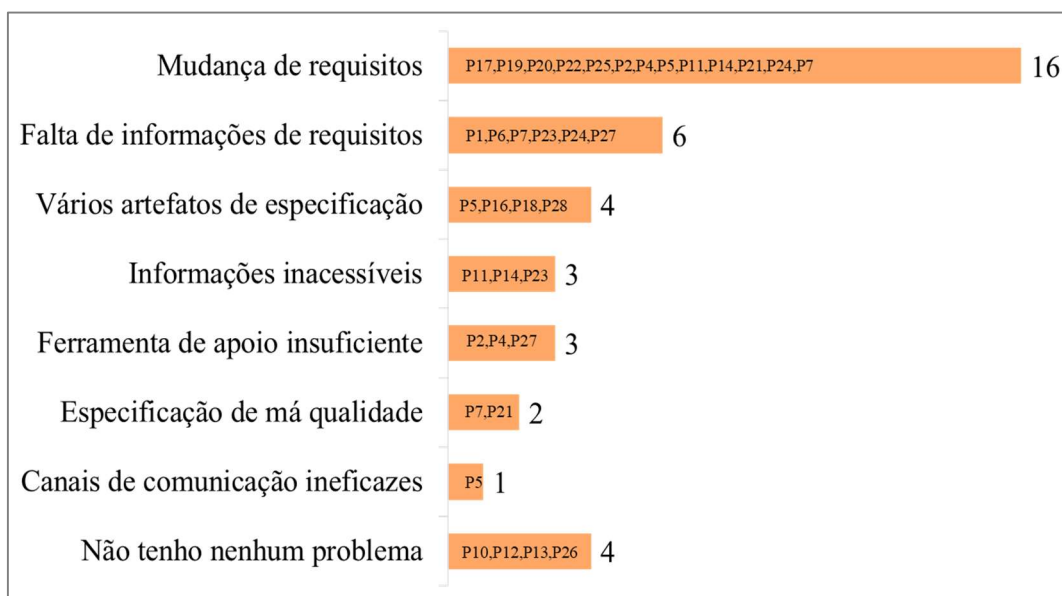 Mudança de requisitos P17,P19,P20,P22,P25,P2,P4,P5,P11,P14,P21,P24,P7 16
Falta de informações de requisitos P1,P6,P7,P23,P24,P27 6
Vários artefatos de especificação P5,P16,P18,P28 4
Informações inacessíveis P11,P14,P23 3
Ferramenta de apoio insuficiente P2,P4,P27 3
Especificação de má qualidade P7,P21 2
Canais de comunicação ineficazes P5 1
Não tenho nenhum problema P10,P12,P13,P26 4